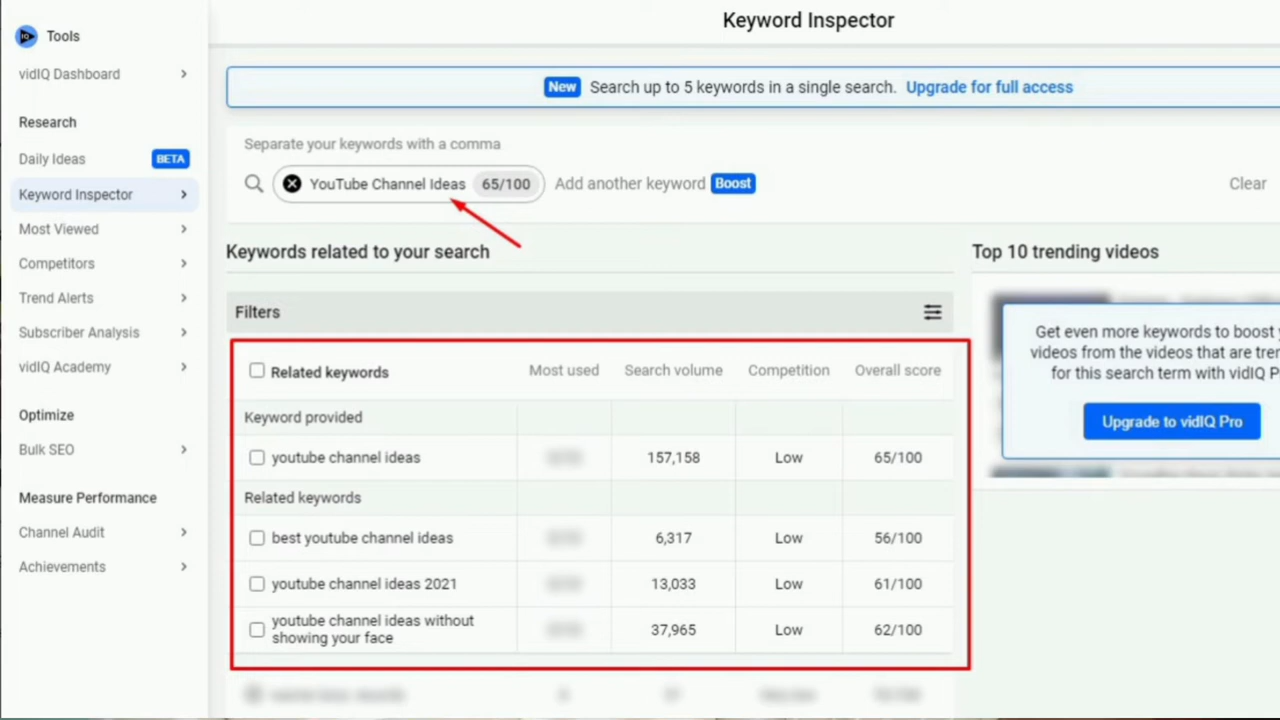 Keyword Inspector
Tools
vidIQ Dashboard
Research
Daily Ideas BETA
Keyword Inspector
Most Viewed
Competitors
Trend Alerts
Subscriber Analysis
vidIQ Academy
Optimize
Bulk SEO
Measure Performance
Channel Audit
Achievements
New Search up to 5 keywords in a single search. Upgrade for full access
Separate your keywords with a comma
YouTube Channel Ideas 65/100 Add another keyword Boost Clear
Keywords related to your search
Filters
Related keywords Most used Search volume Competition Overall score
Keyword provided
youtube channel ideas 157,158 Low 65/100
Related keywords
best youtube channel ideas 6,317 Low 56/100
youtube channel ideas 2021 13,033 Low 61/100
youtube channel ideas without
showing your face 37,965 Low 62/100
Top 10 trending videos
Get even more keywords to boost
videos from the videos that are
for this search term with vidIQ
Upgrade to vidIQ Pro